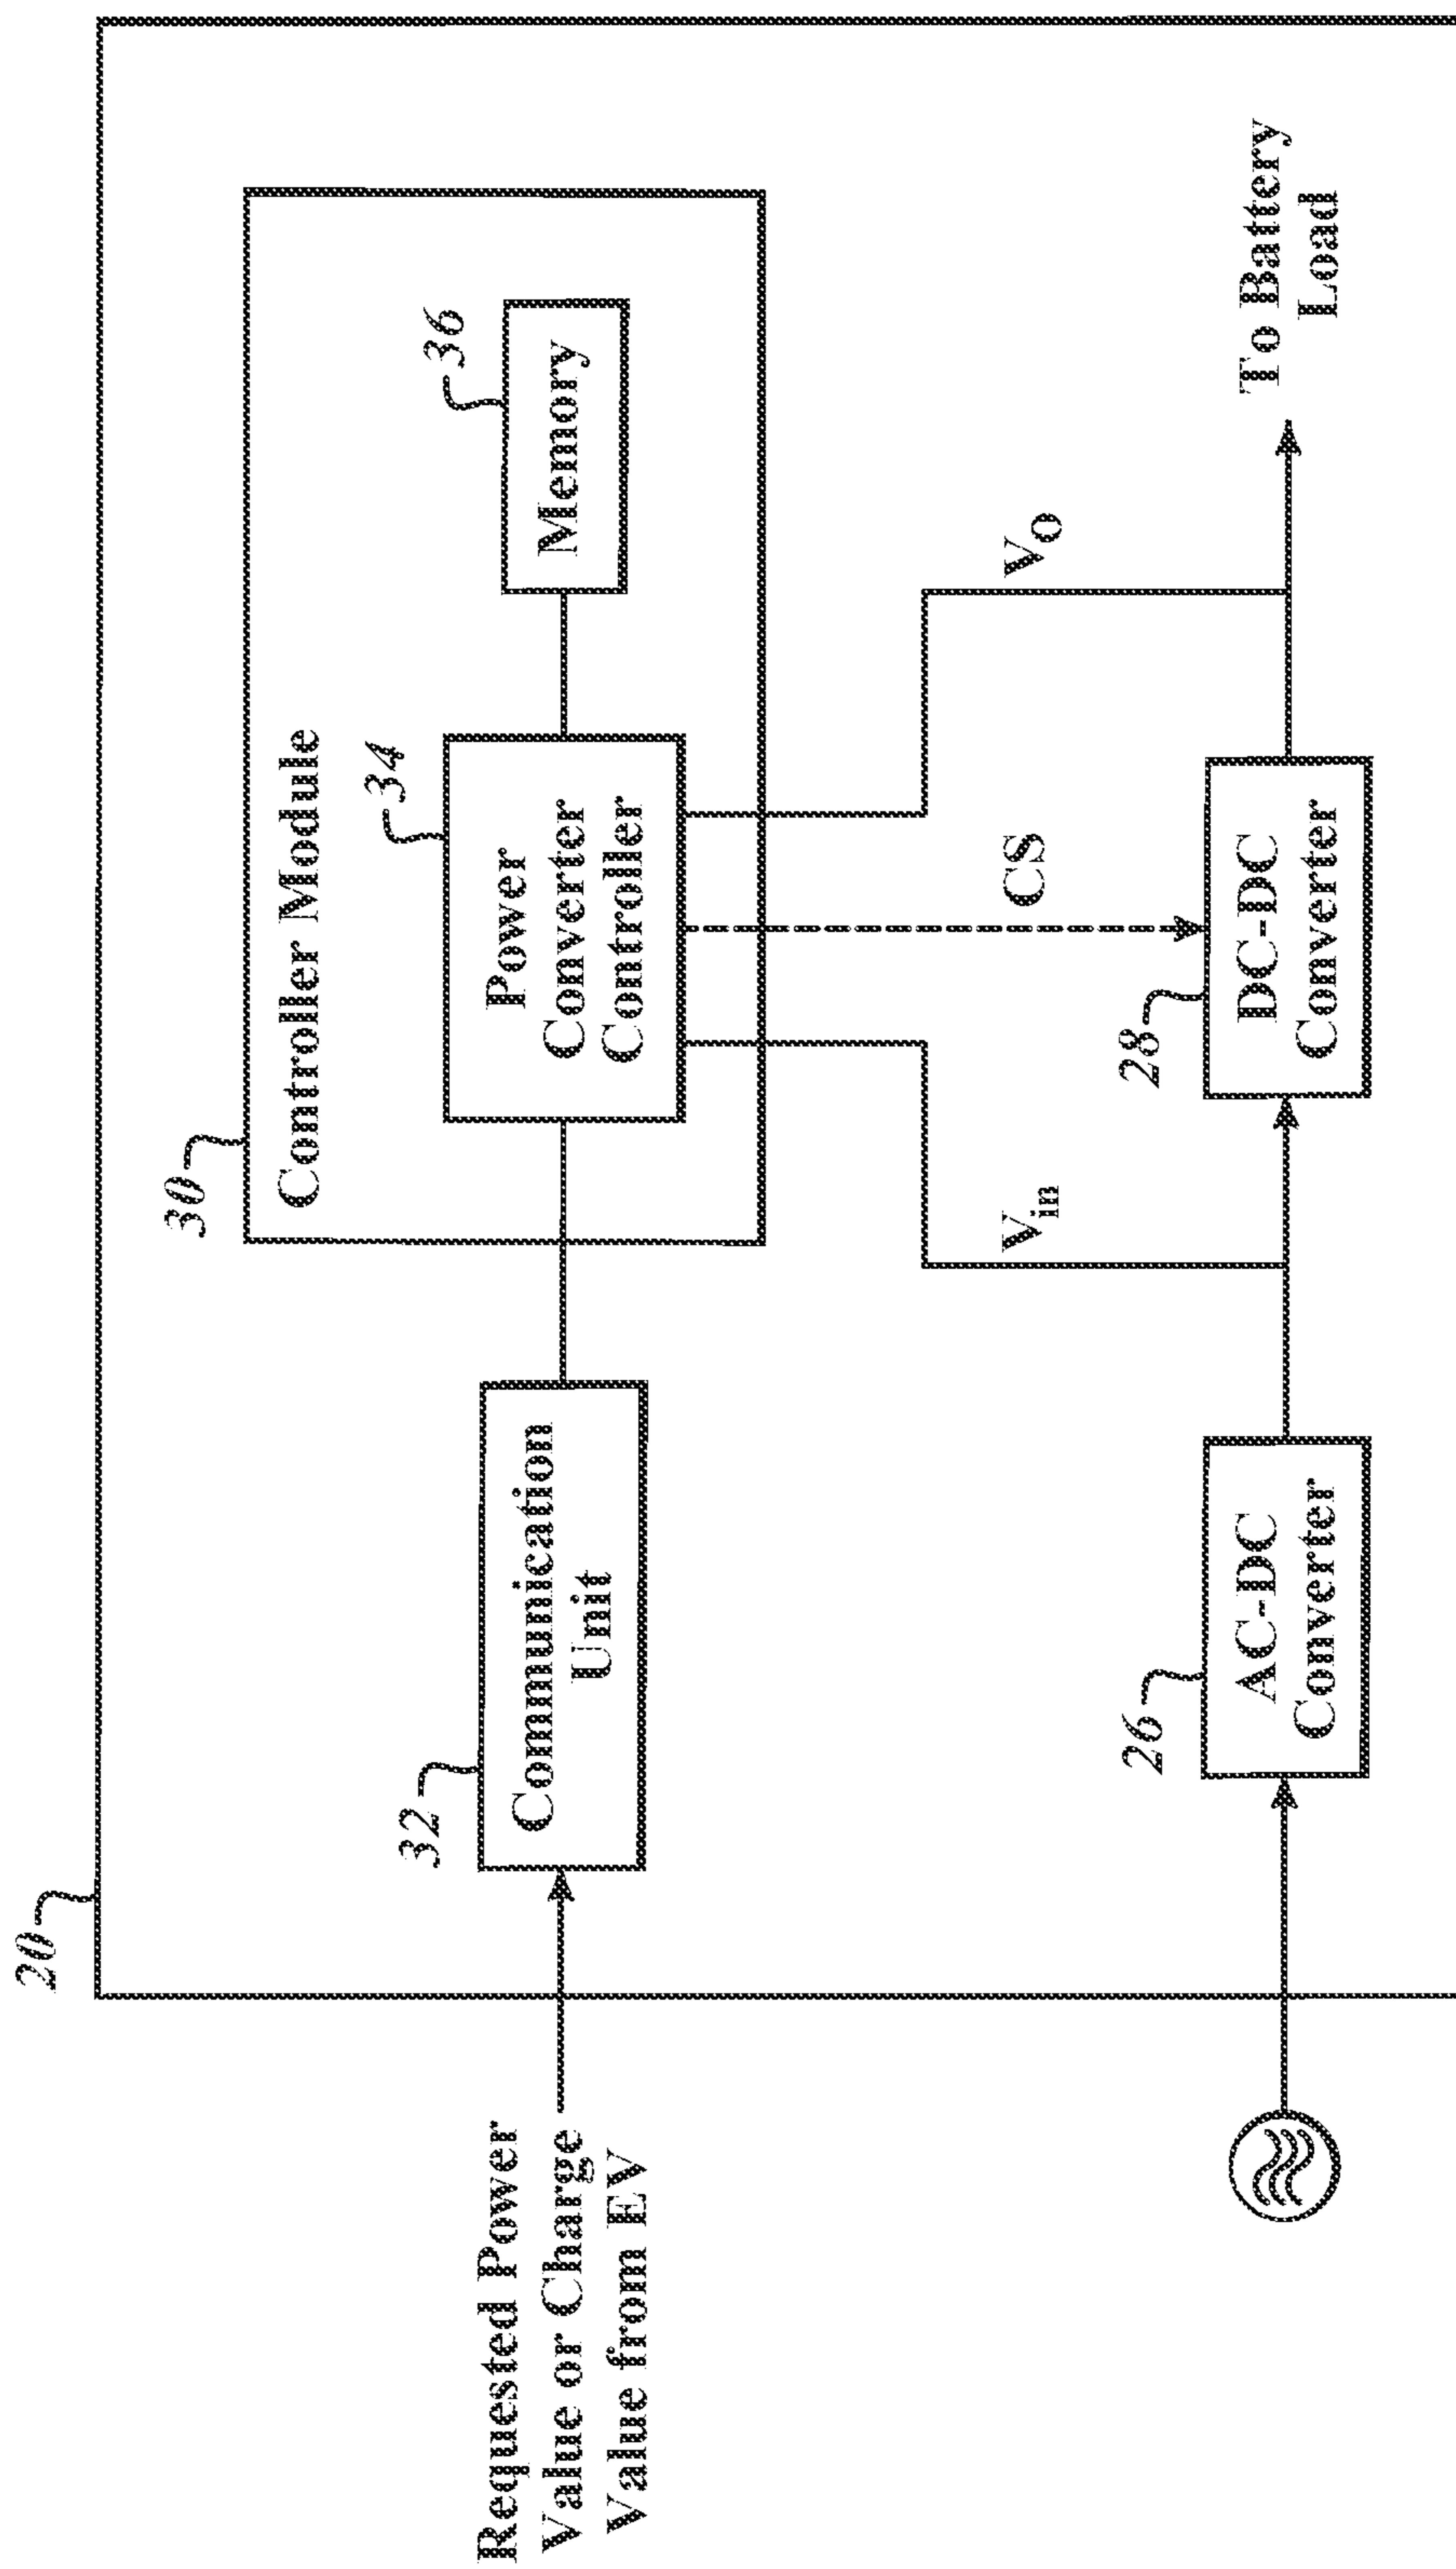 20
30
Controller Module
32
Communication
Unit
34
Power
Converter
Controller
36
Memory
Requested Power
Value or Charge
Value from EV
Vin
CS
VO
26
AC-DC
Converter
28
DC-DC
Converter
To Battery
Load